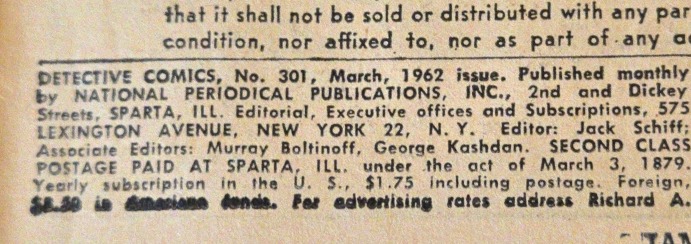 that it shall not be sold or distributed with any par
condition, nor affixed to, nor as part of any a
DETECTIVE COMICS, No. 301, March, 1962 issue. Published monthly
by NATIONAL PERIODICAL PUBLICATIONS, INC., 2nd and Dickey
Streets, SPARTA, ILL. Editorial, Executive offices and Subscriptions, 575
LEXINGTON AVENUE, NEW YORK 22, N. Y. Editor: Jack Schiff;
Associate Editors: Murray Boltinoff, George Kashdan. SECOND CLASS
POSTAGE PAID AT SPARTA, ILL. under the act of March 3, 1879.
Yearly subscription in the U. S., $1.75 including postage. Foreign,
in American funds. For advertising rates address Richard A.